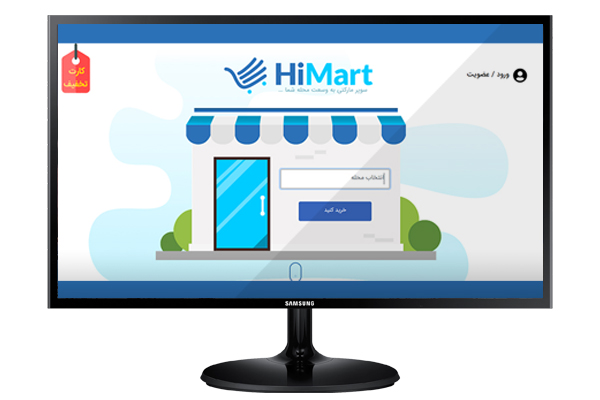 HiMart
سوپر مارکتی به وسعت محله شما ...
ورود / عضویت
کارت
تخفیف
انتخاب محله
خرید کنید
SAMSUNG